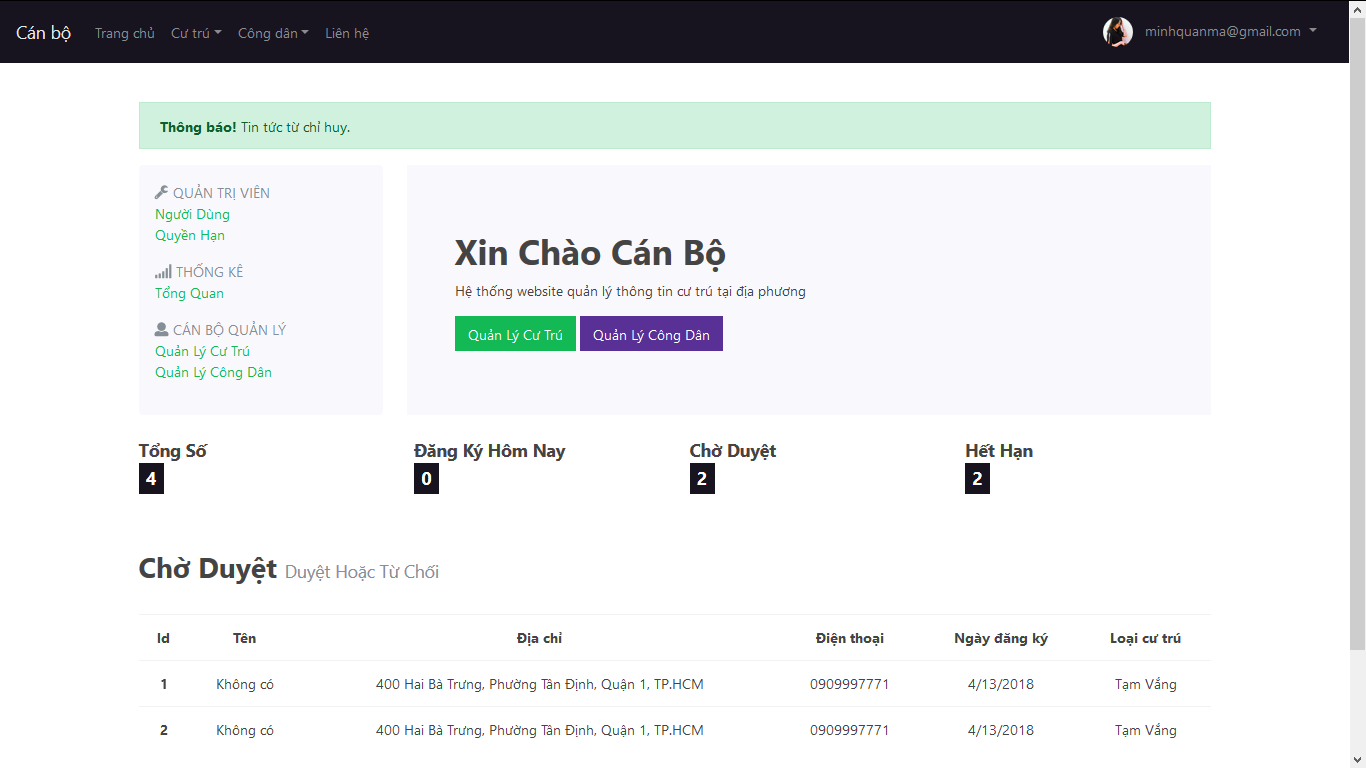 Cán bộ Trang chủ Cư trú Công dân Liên hệ minhquanma@gmail.com
Thông báo! Tin tức từ chỉ huy.
QUẢN TRỊ VIÊN
Người Dùng
Quyền Hạn
THỐNG KÊ
Tổng Quan
CÁN BỘ QUẢN LÝ
Quản Lý Cư Trú
Quản Lý Công Dân
Xin Chào Cán Bộ
Hệ thống website quản lý thông tin cư trú tại địa phương
Quản Lý Cư Trú Quản Lý Công Dân
Tổng Số Đăng Ký Hôm Nay Chờ Duyệt Hết Hạn
4 0 2 2
Chờ Duyệt Duyệt Hoặc Từ Chối
Id Tên Địa chỉ Điện thoại Ngày đăng ký Loại cư trú
1 Không có 400 Hai Bà Trưng, Phường Tân Định, Quận 1, TP.HCM 0909997771 4/13/2018 Tạm Vắng
2 Không có 400 Hai Bà Trưng, Phường Tân Định, Quận 1, TP.HCM 0909997771 4/13/2018 Tạm Vắng